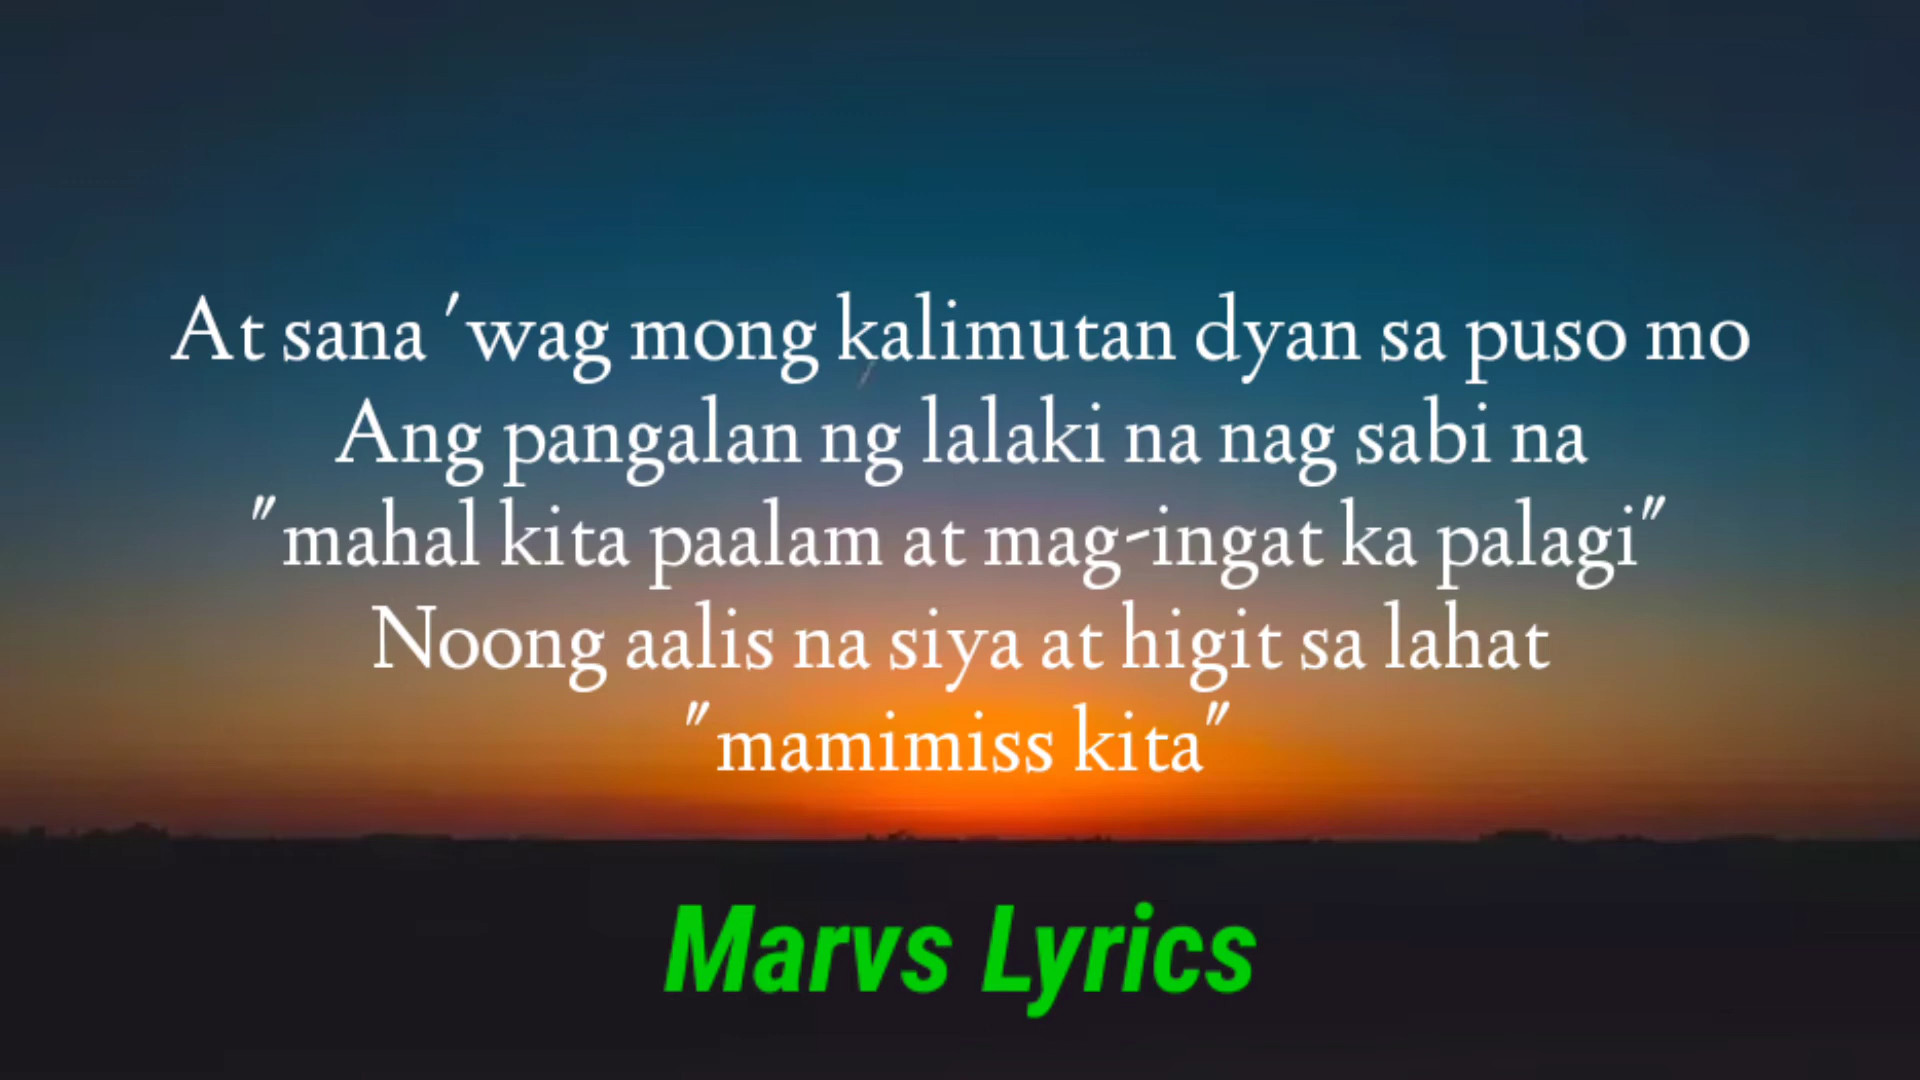 At sana 'wag mong kalimutan dyan sa puso mo
Ang pangalan ng lalaki na nag sabi na
"mahal kita paalam at mag-ingat ka palagi"
Noong aalis na siya at higit sa lahat
"mamimiss kita"
Marvs Lyrics